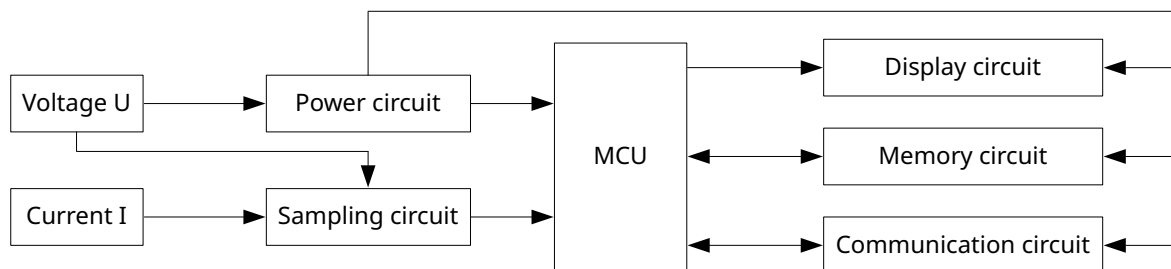 Voltage U
Power circuit
MCU
Display circuit
Memory circuit
Current I
Sampling circuit
Communication circuit